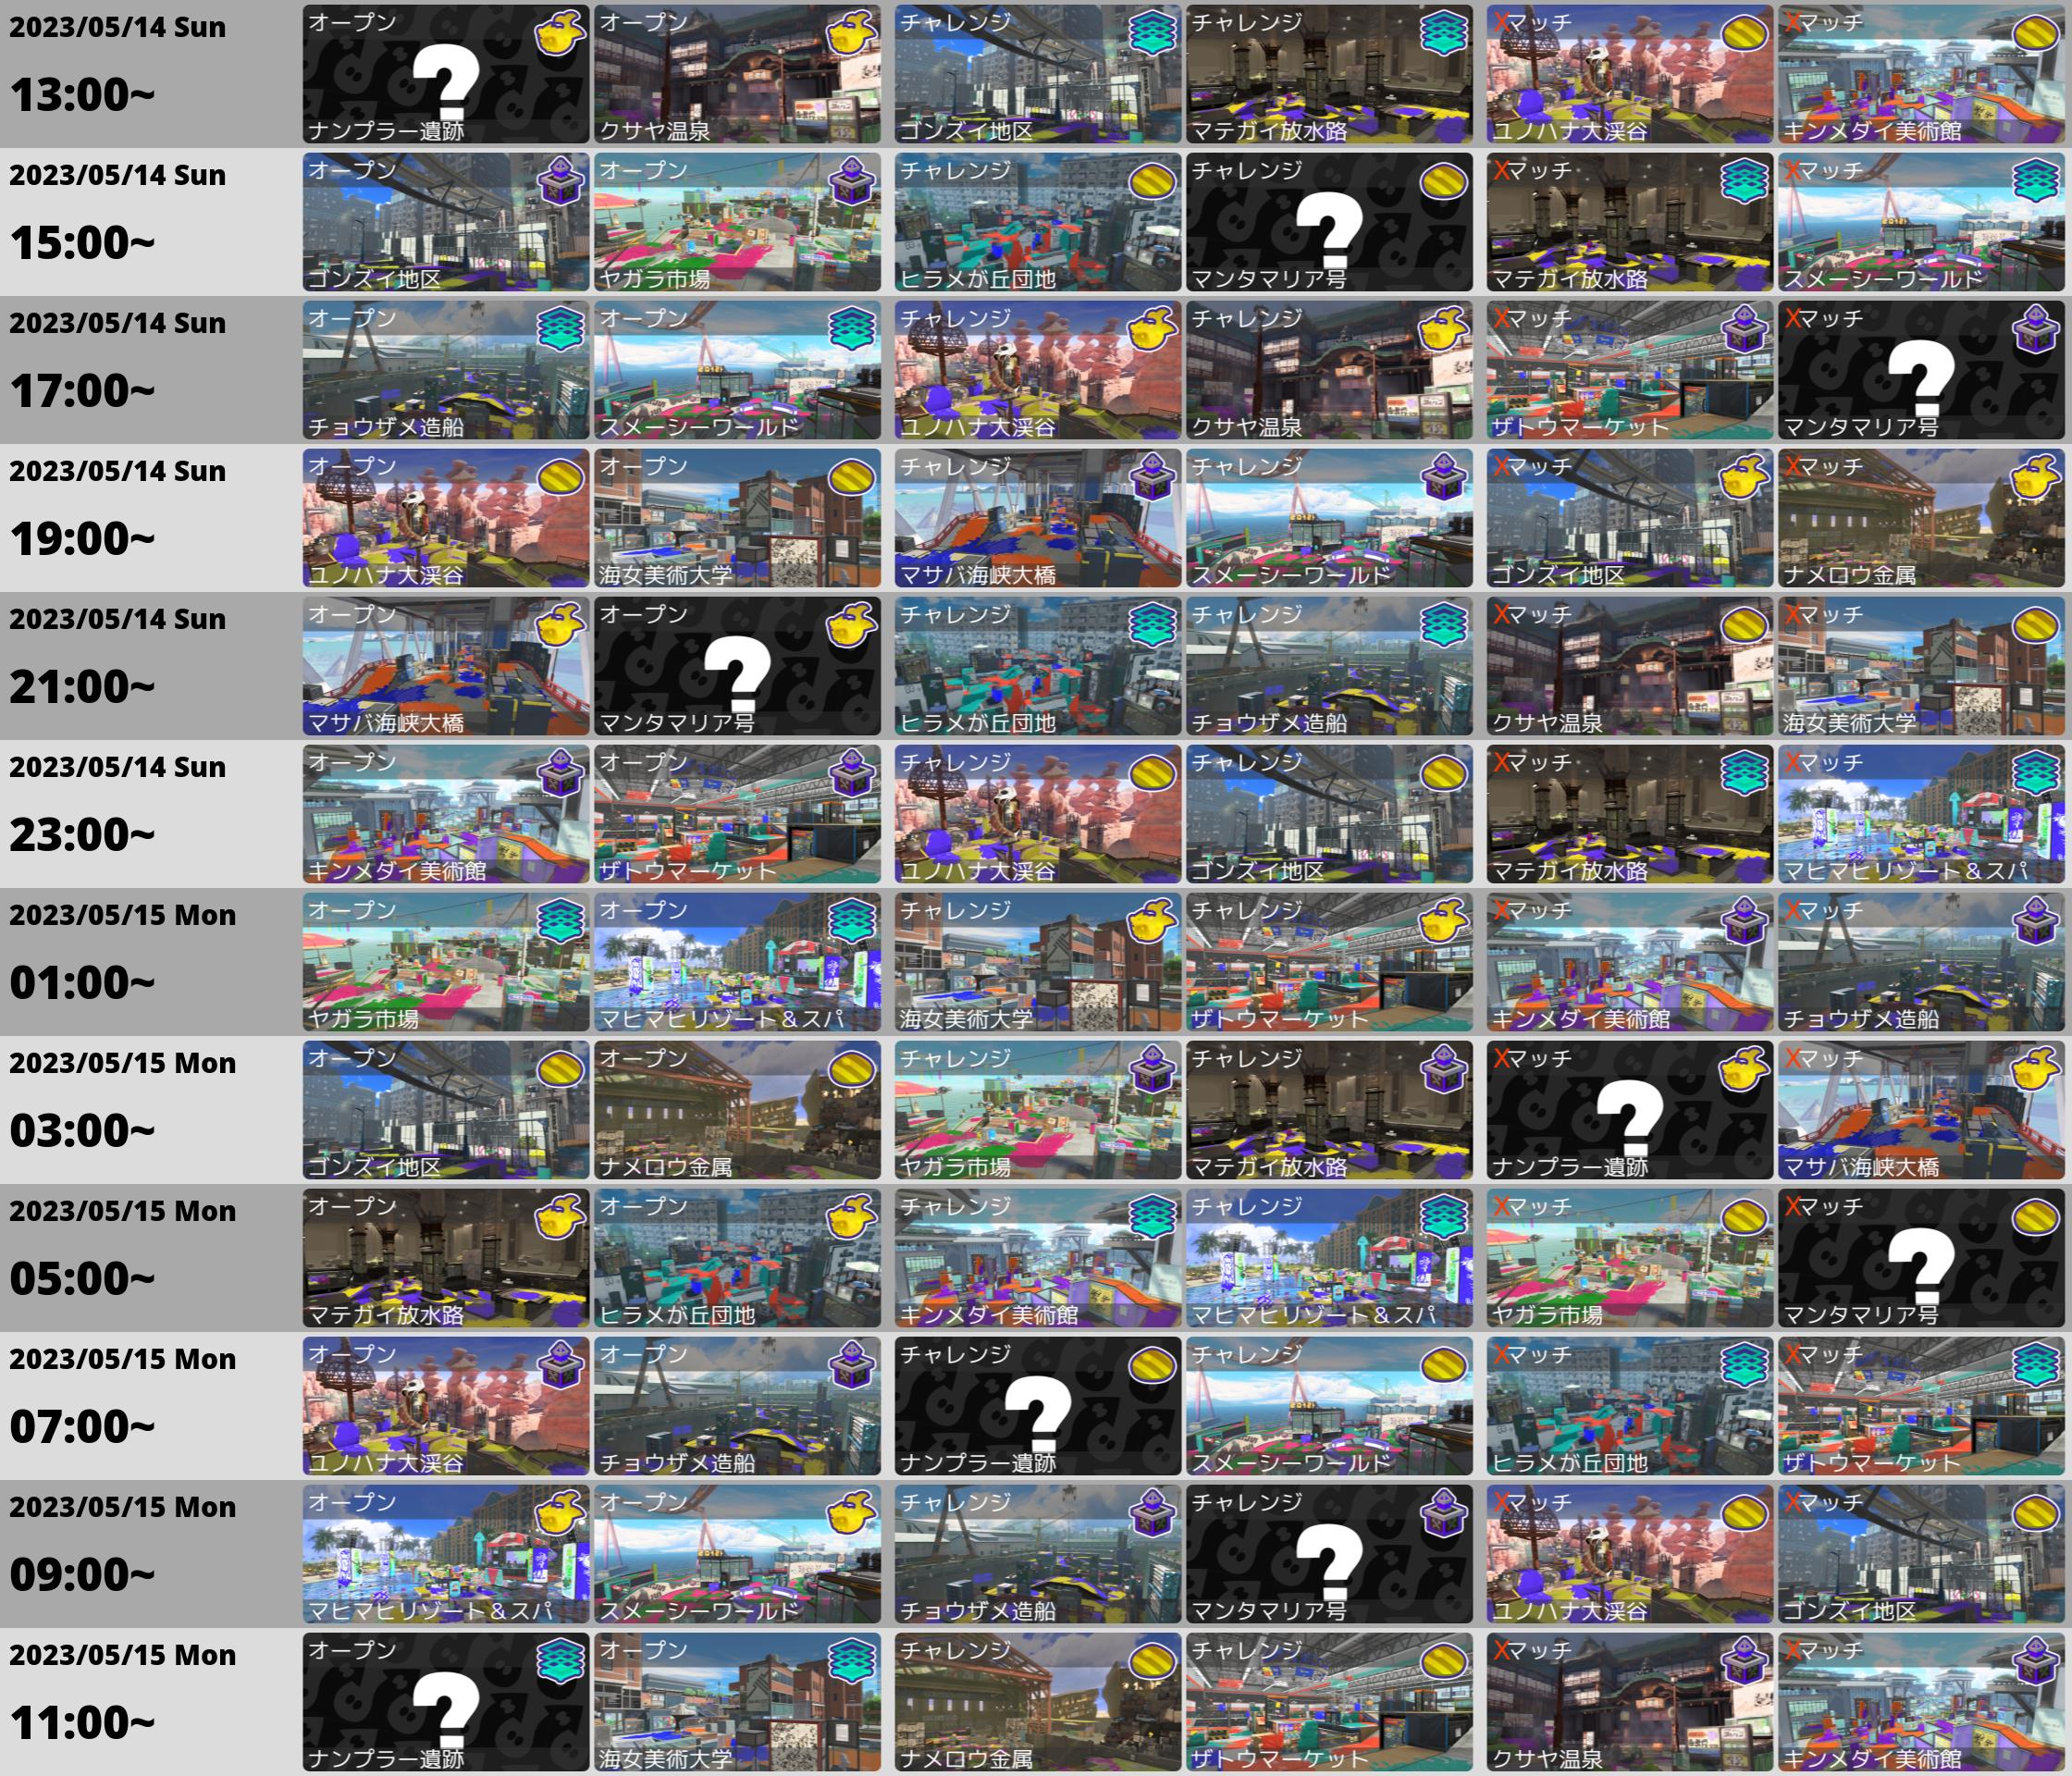 2023/05/14 Sun
13:00~
オープン オープン チャレンジ チャレンジ Xマッチ Xマッチ
ナンプラー遺跡 クサヤ温泉 ゴンズイ地区 マテガイ放水路 ユノハナ大渓谷 キンメダイ美術館
2023/05/14 Sun
15:00~
オープン オープン チャレンジ チャレンジ Xマッチ Xマッチ
ゴンズイ地区 ヤガラ市場 ヒラメが丘団地 マンタマリア号 マテガイ放水路 スメーシーワールド
2023/05/14 Sun
17:00~
オープン オープン チャレンジ チャレンジ Xマッチ Xマッチ
チョウザメ造船 スメーシーワールド ユノハナ大渓谷 クサヤ温泉 ザトウマーケット マンタマリア号
2023/05/14 Sun
19:00~
オープン オープン チャレンジ チャレンジ Xマッチ Xマッチ
ユノハナ大渓谷 海女美術大学 マサバ海峡大橋 スメーシーワールド ゴンズイ地区 ナメロウ金属
2023/05/14 Sun
21:00~
オープン オープン チャレンジ チャレンジ Xマッチ Xマッチ
マサバ海峡大橋 マンタマリア号 ヒラメが丘団地 チョウザメ造船 クサヤ温泉 海女美術大学
2023/05/14 Sun
23:00~
オープン オープン チャレンジ チャレンジ Xマッチ Xマッチ
キンメダイ美術館 ザトウマーケット ユノハナ大渓谷 ゴンズイ地区 マテガイ放水路 マヒマヒリゾート＆スパ
2023/05/15 Mon
01:00~
オープン オープン チャレンジ チャレンジ Xマッチ Xマッチ
ヤガラ市場 マヒマヒリゾート＆スパ 海女美術大学 ザトウマーケット キンメダイ美術館 チョウザメ造船
2023/05/15 Mon
03:00~
オープン オープン チャレンジ チャレンジ Xマッチ Xマッチ
ゴンズイ地区 ナメロウ金属 ヤガラ市場 マテガイ放水路 ナンプラー遺跡 マサバ海峡大橋
2023/05/15 Mon
05:00~
オープン オープン チャレンジ チャレンジ Xマッチ Xマッチ
マテガイ放水路 ヒラメが丘団地 キンメダイ美術館 マヒマヒリゾート＆スパ ヤガラ市場 マンタマリア号
2023/05/15 Mon
07:00~
オープン オープン チャレンジ チャレンジ Xマッチ Xマッチ
ユノハナ大渓谷 チョウザメ造船 ナンプラー遺跡 スメーシーワールド ヒラメが丘団地 ザトウマーケット
2023/05/15 Mon
09:00~
オープン オープン チャレンジ チャレンジ Xマッチ Xマッチ
マヒマヒリゾート＆スパ スメーシーワールド チョウザメ造船 マンタマリア号 ユノハナ大渓谷 ゴンズイ地区
2023/05/15 Mon
11:00~
オープン オープン チャレンジ チャレンジ Xマッチ Xマッチ
ナンプラー遺跡 海女美術大学 ナメロウ金属 ザトウマーケット クサヤ温泉 キンメダイ美術館